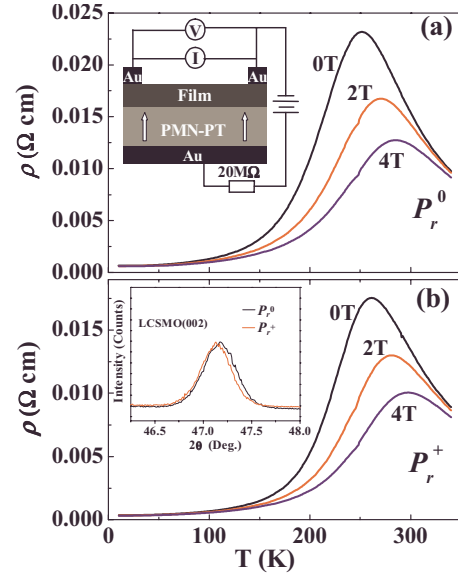 (a)
V
I
Au
Au
Film
PMN-PT
Au
20MΩ
0T
2T
4T
P_r^0
ρ (Ω cm)
0.025
0.020
0.015
0.010
0.005
0.000
(b)
LCSMO(002)
P_r^0
P_r^+
Intensity (Counts)
46.5 47.0 47.5 48.0
2θ (Deg.)
0T
2T
4T
P_r^+
ρ (Ω cm)
0.015
0.010
0.005
0.000
0 100 200 300
T (K)